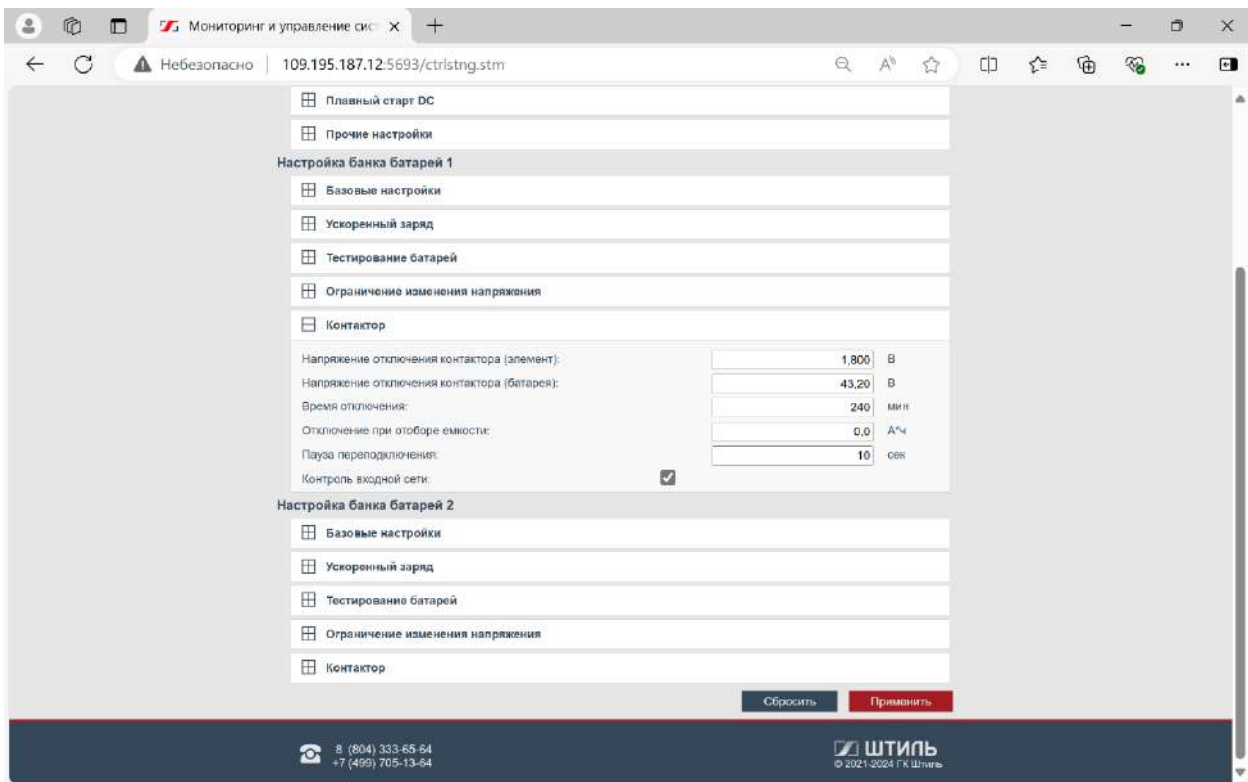 Мониторинг и управление сист
Небезопасно 109.195.187.12:5693/ctrlstng.stm
Плавный старт DC
Прочие настройки
Настройка банка батарей 1
Базовые настройки
Ускоренный заряд
Тестирование батарей
Ограничение изменения напряжения
Контактор
Напряжение отключения контактора (элемент): 1,800 В
Напряжение отключения контактора (батарея): 43,20 В
Время отключения: 240 мин
Отключение при отборе емкости: 0,0 А*ч
Пауза переподключения: 10 сек
Контроль входной сети:
Настройка банка батарей 2
Базовые настройки
Ускоренный заряд
Тестирование батарей
Ограничение изменения напряжения
Контактор
Сбросить Применить
8 (804) 333-65-64
+7 (499) 705-13-64
ШТИЛЬ
© 2021-2024 ГК Штиль